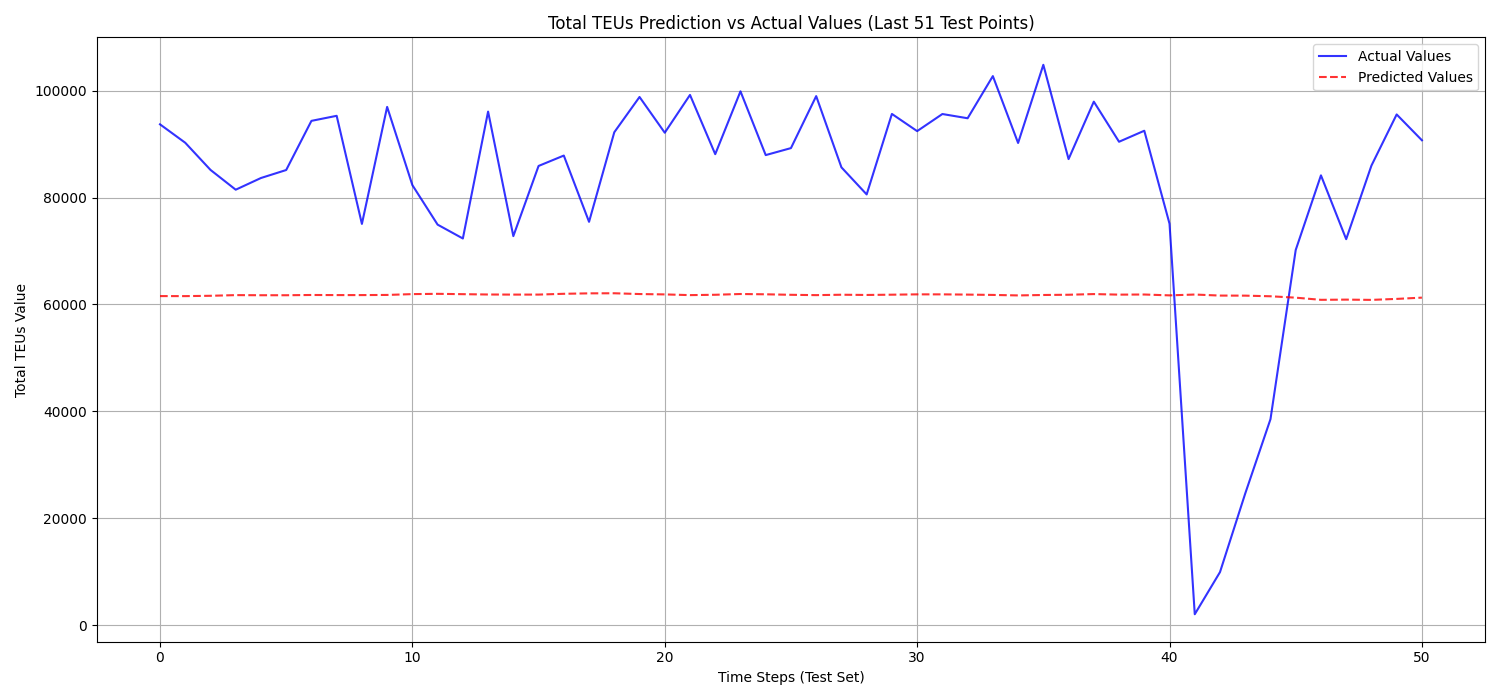 Total TEUs Prediction vs Actual Values (Last 51 Test Points)
Actual Values
Predicted Values
Total TEUs Value
100000
80000
60000
40000
20000
0
0 10 20 30 40 50
Time Steps (Test Set)